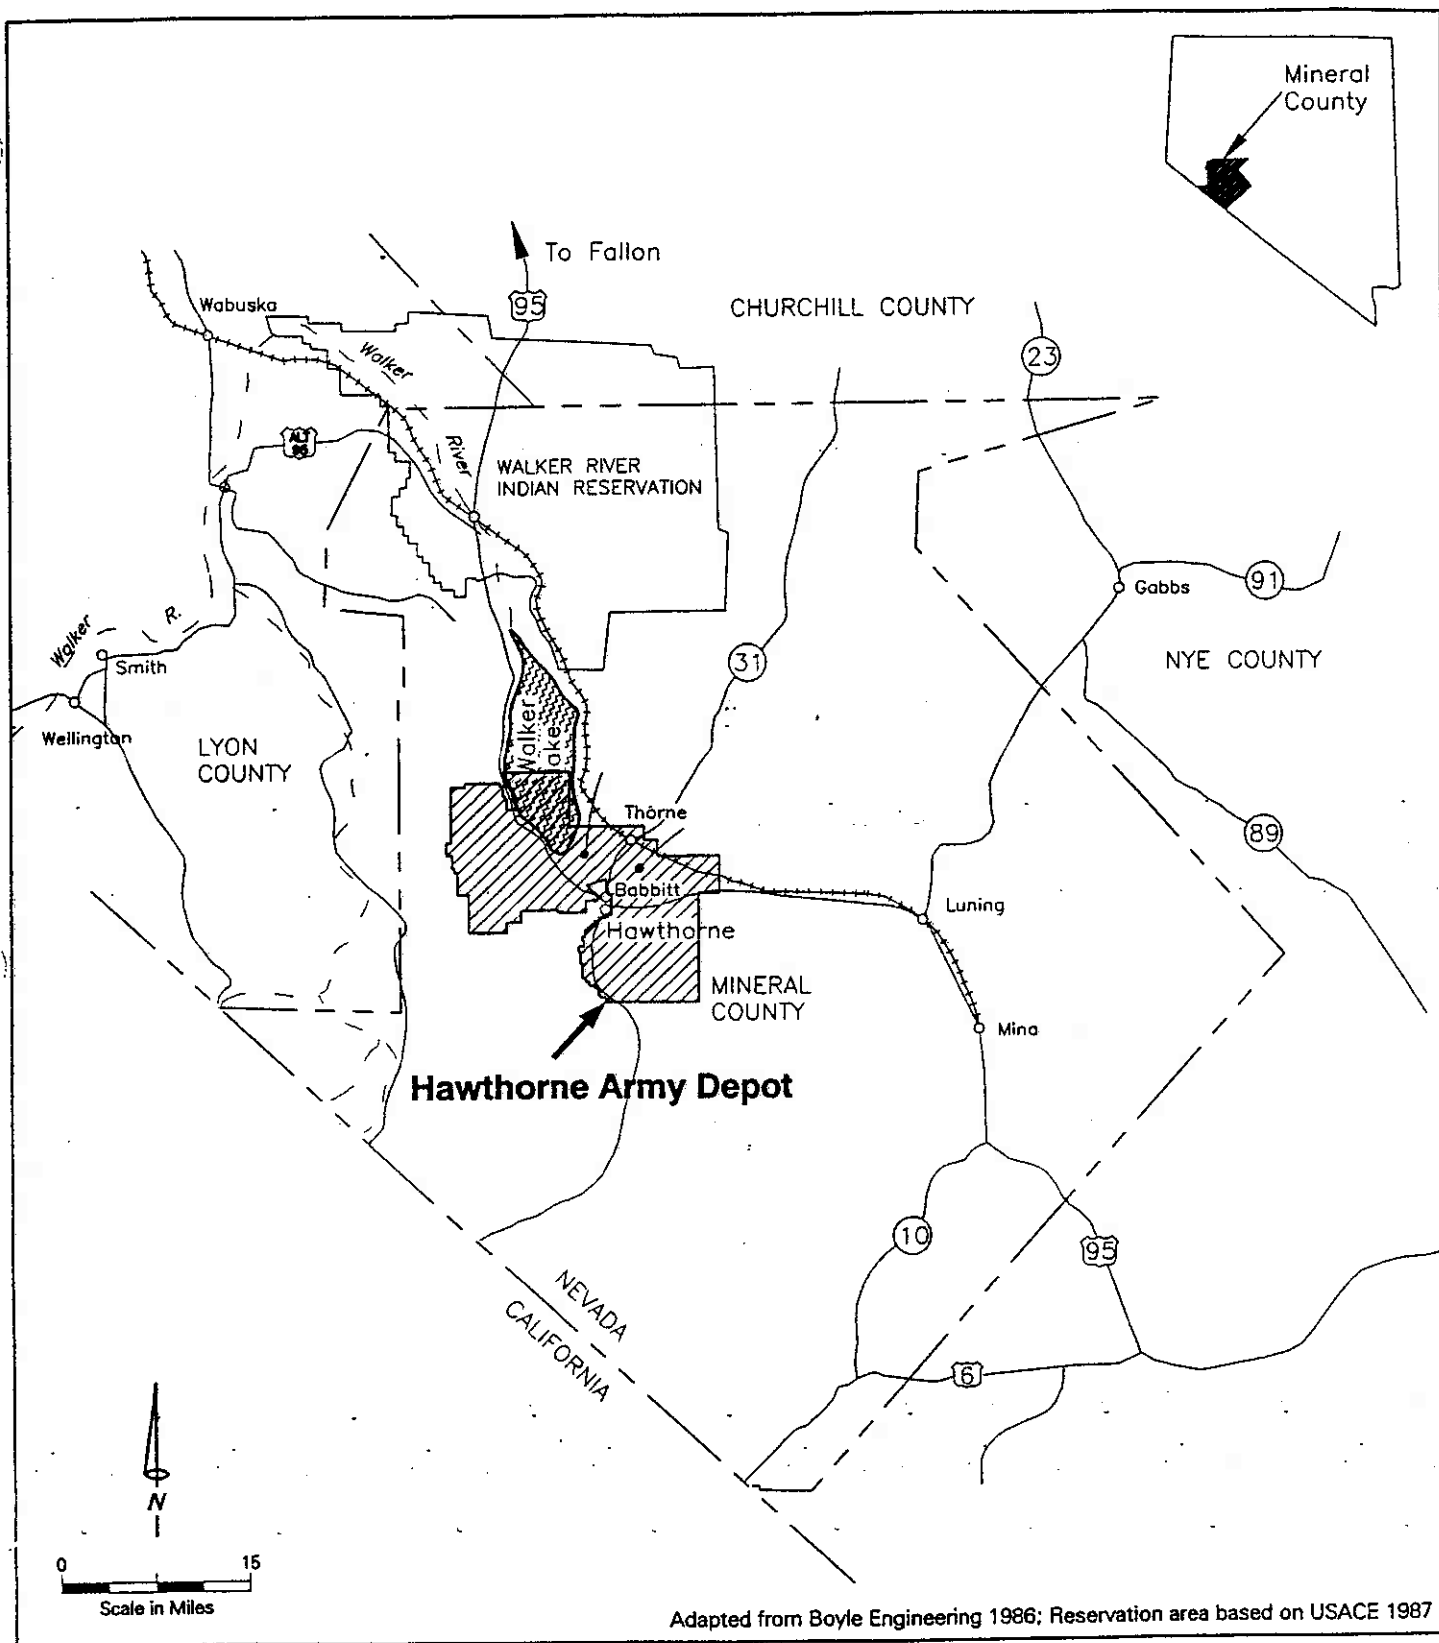 Mineral
County
To Fallon
95
CHURCHILL COUNTY
Wabuska
23
Walker
River
ALT
95
WALKER RIVER
INDIAN RESERVATION
Gabbs
91
31
NYE COUNTY
Walker R.
Smith
Wellington
LYON
COUNTY
Walker
Lake
Thorne
89
Babbitt
Hawthorne
Luning
MINERAL
COUNTY
Mina
Hawthorne Army Depot
10
95
NEVADA
CALIFORNIA
6
N
0 15
Scale in Miles
Adapted from Boyle Engineering 1986; Reservation area based on USACE 1987